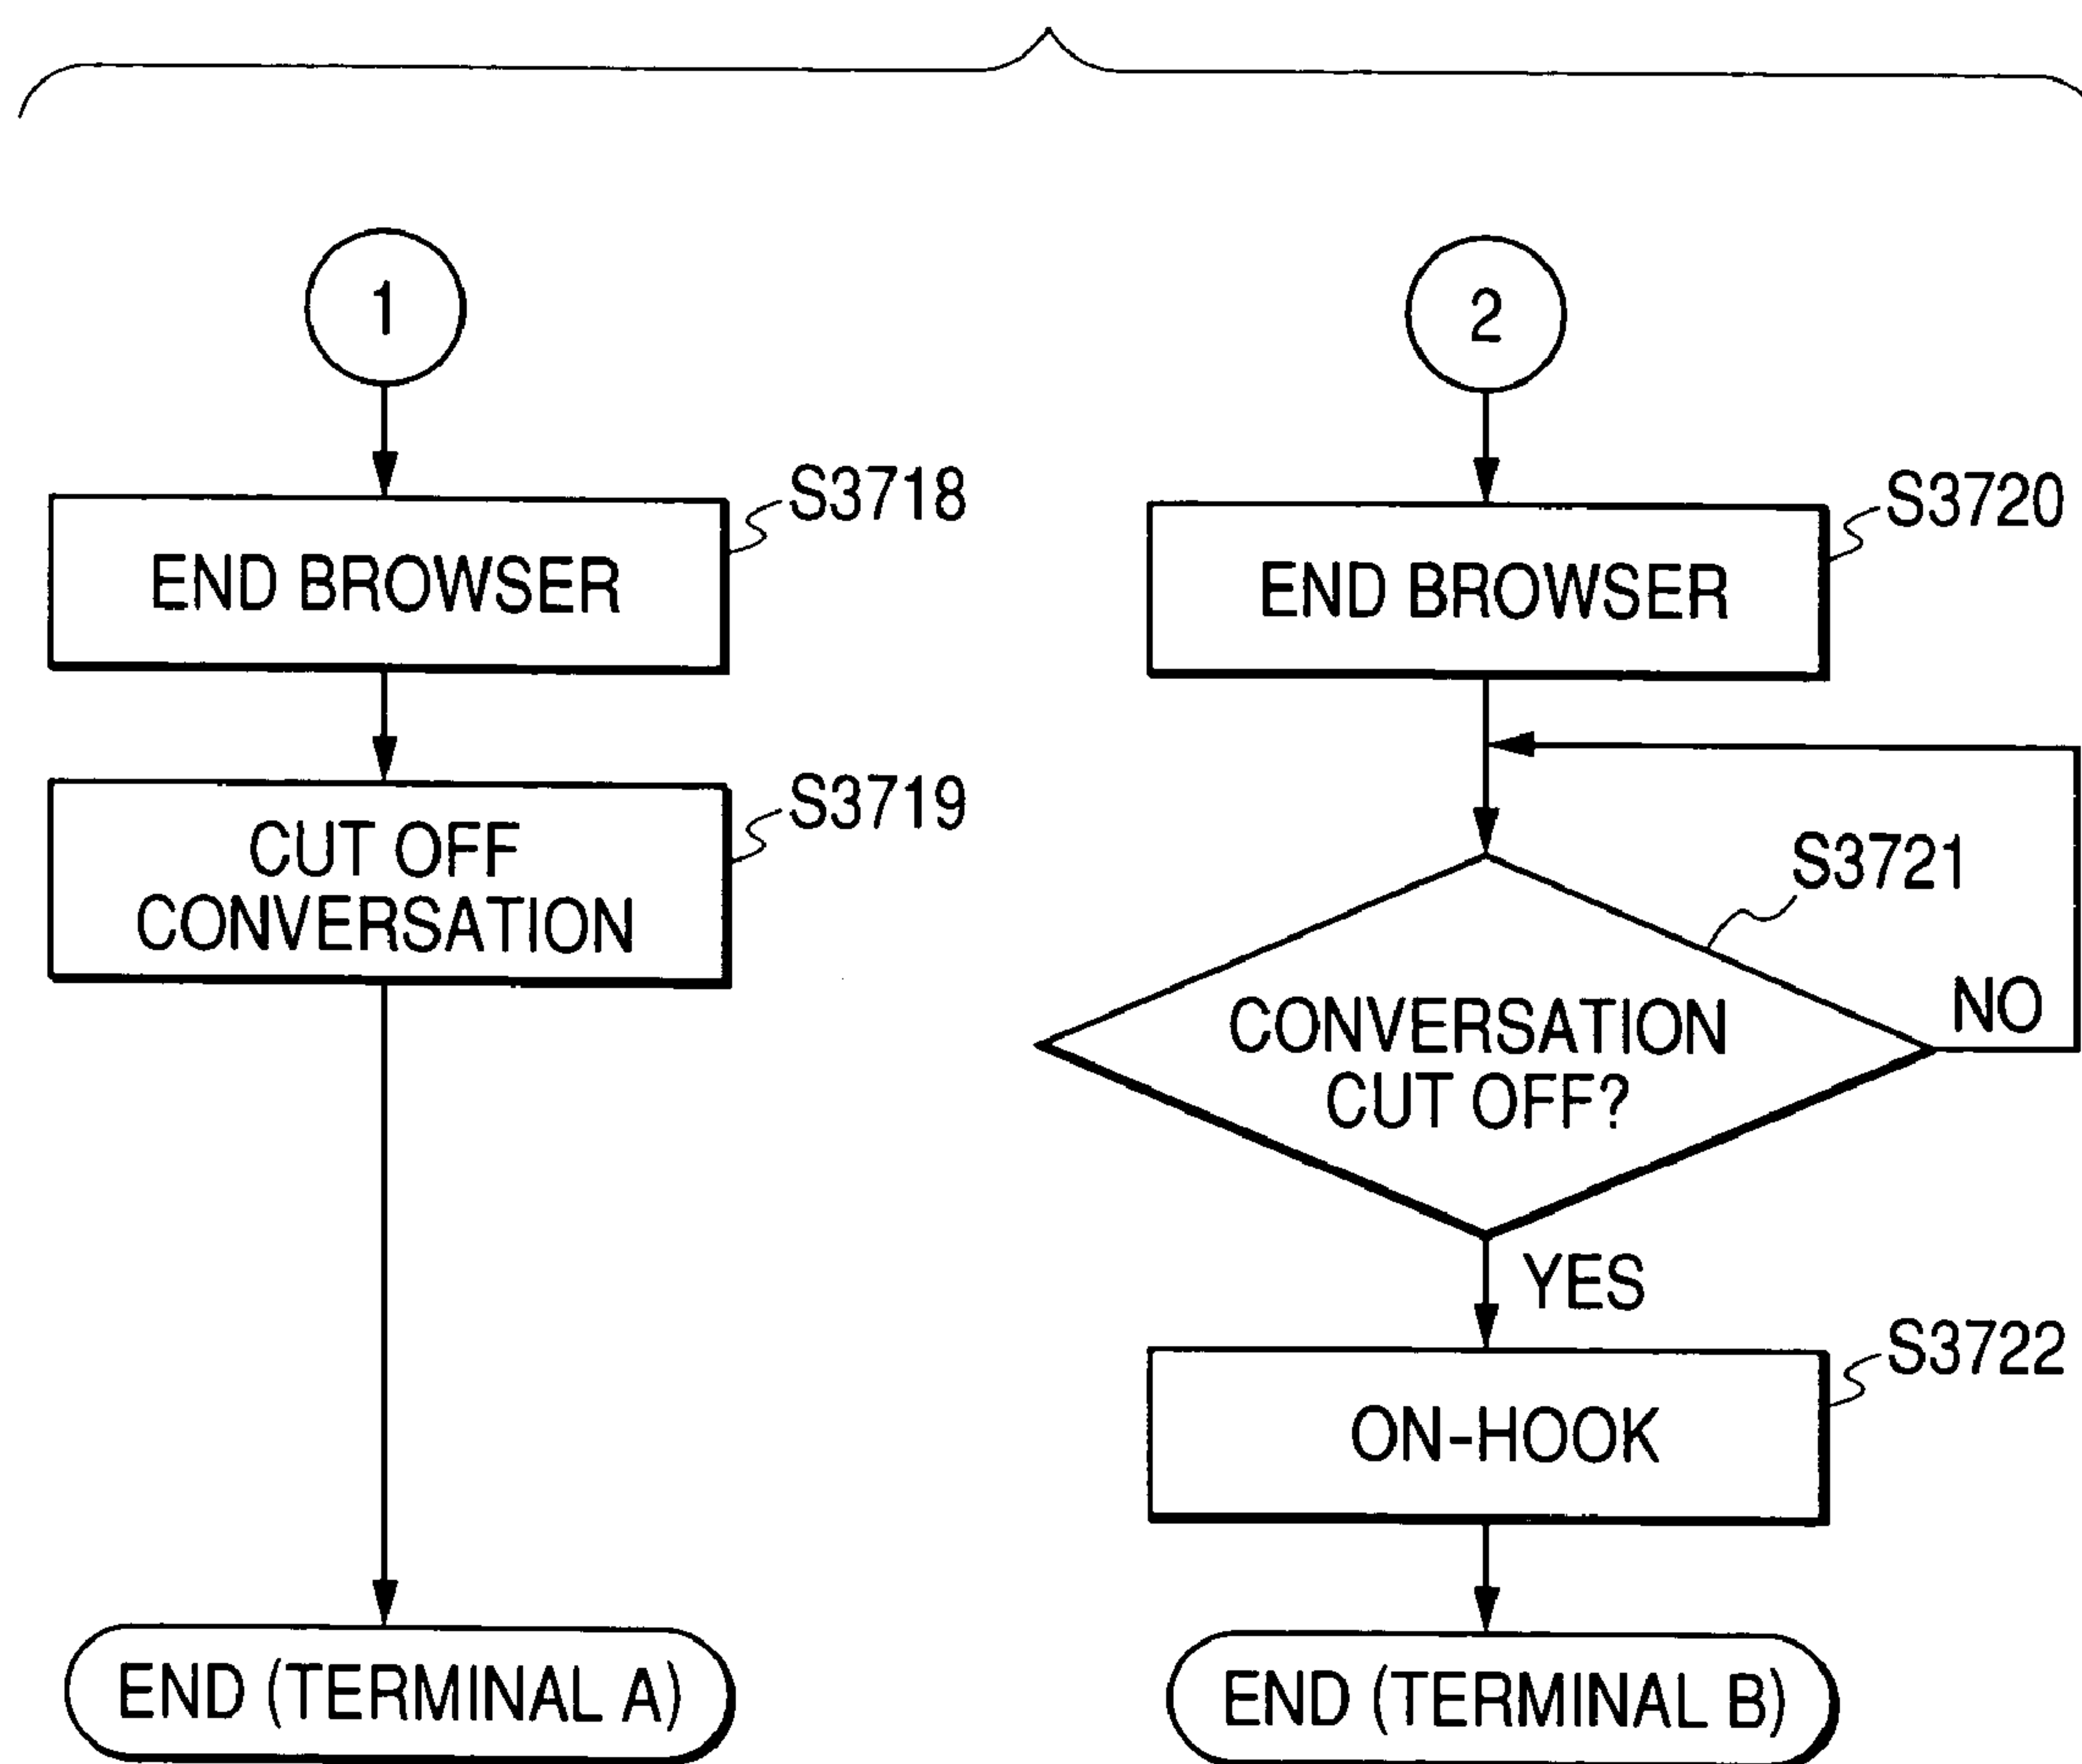 1
S3718
END BROWSER
S3719
CUT OFF
CONVERSATION
END (TERMINAL A)
2
S3720
END BROWSER
S3721
CONVERSATION
CUT OFF?
NO
YES
S3722
ON-HOOK
END (TERMINAL B)